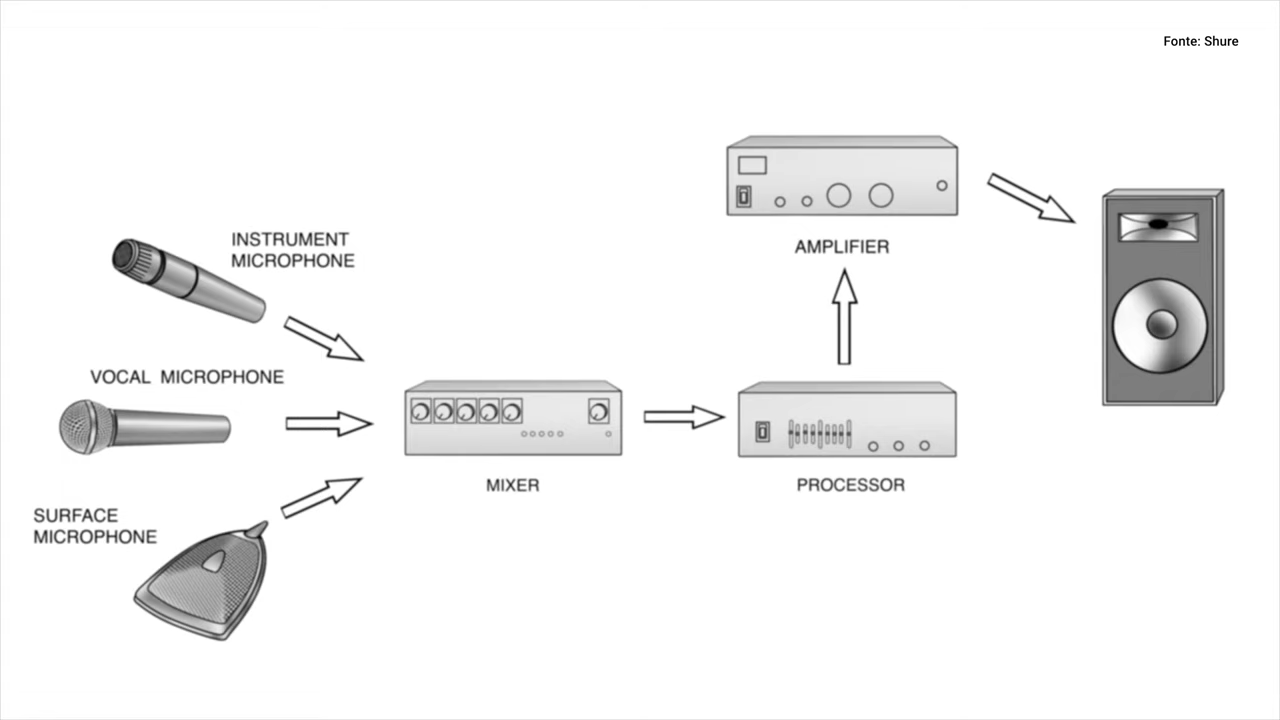 Fonte: Shure
INSTRUMENT
MICROPHONE
VOCAL MICROPHONE
SURFACE
MICROPHONE
MIXER
PROCESSOR
AMPLIFIER